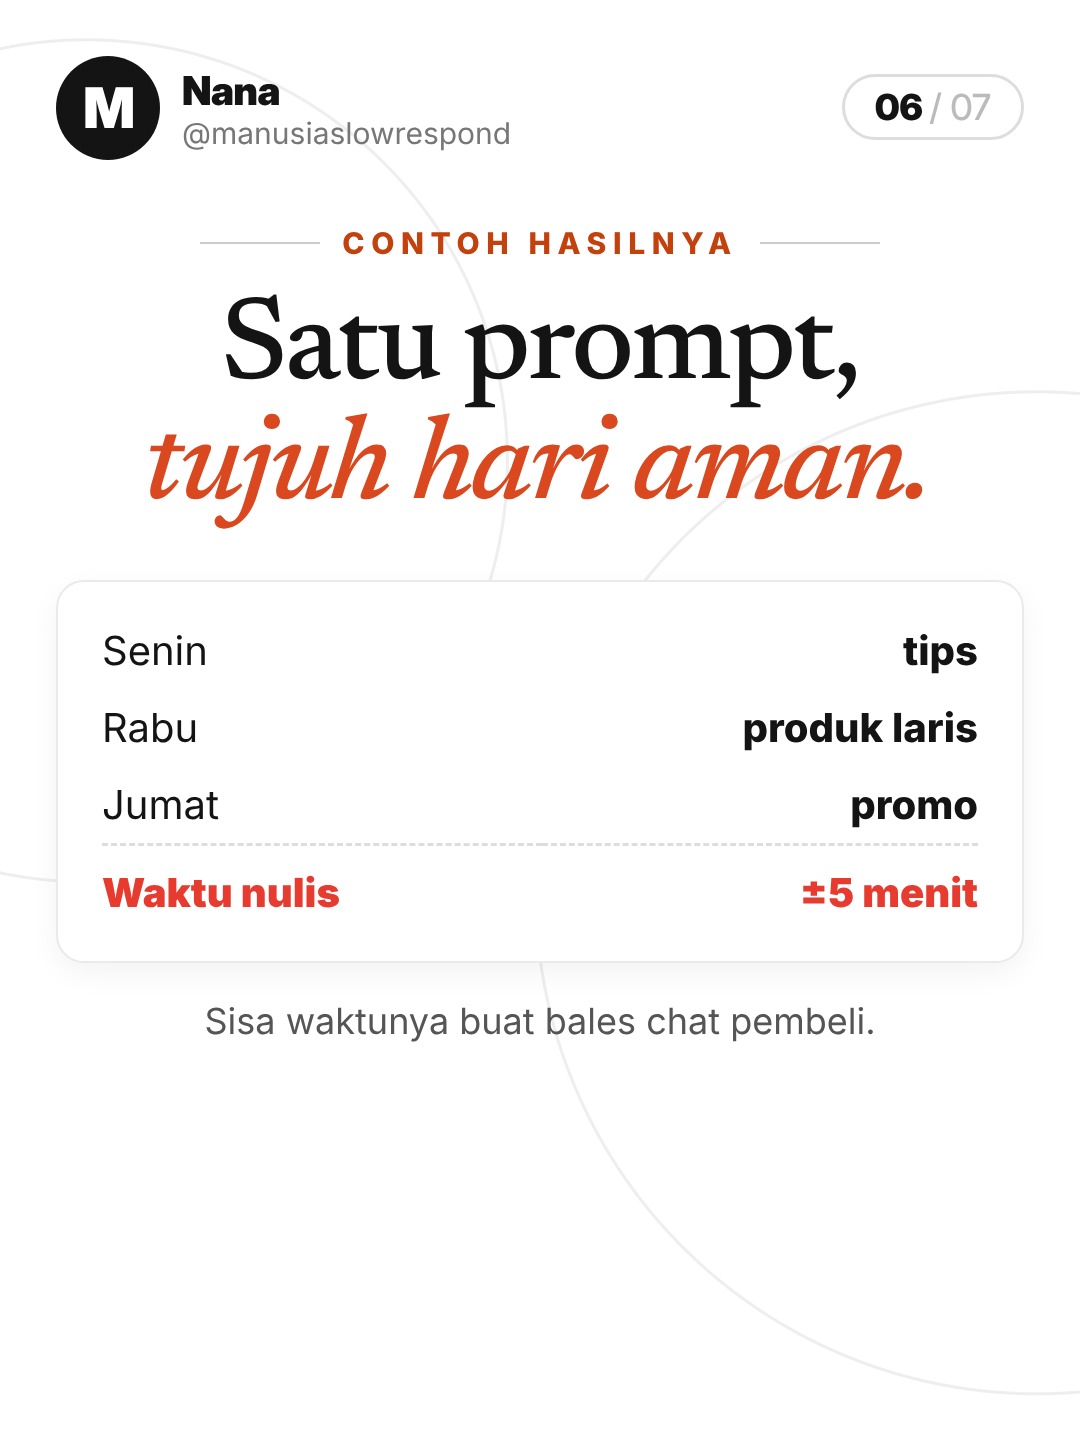 M
Nana
@manusiaslowrespond
06 / 07
CONTOH HASILNYA
Satu prompt,
tujuh hari aman.
Senin tips
Rabu produk laris
Jumat promo
Waktu nulis ±5 menit
Sisa waktunya buat bales chat pembeli.